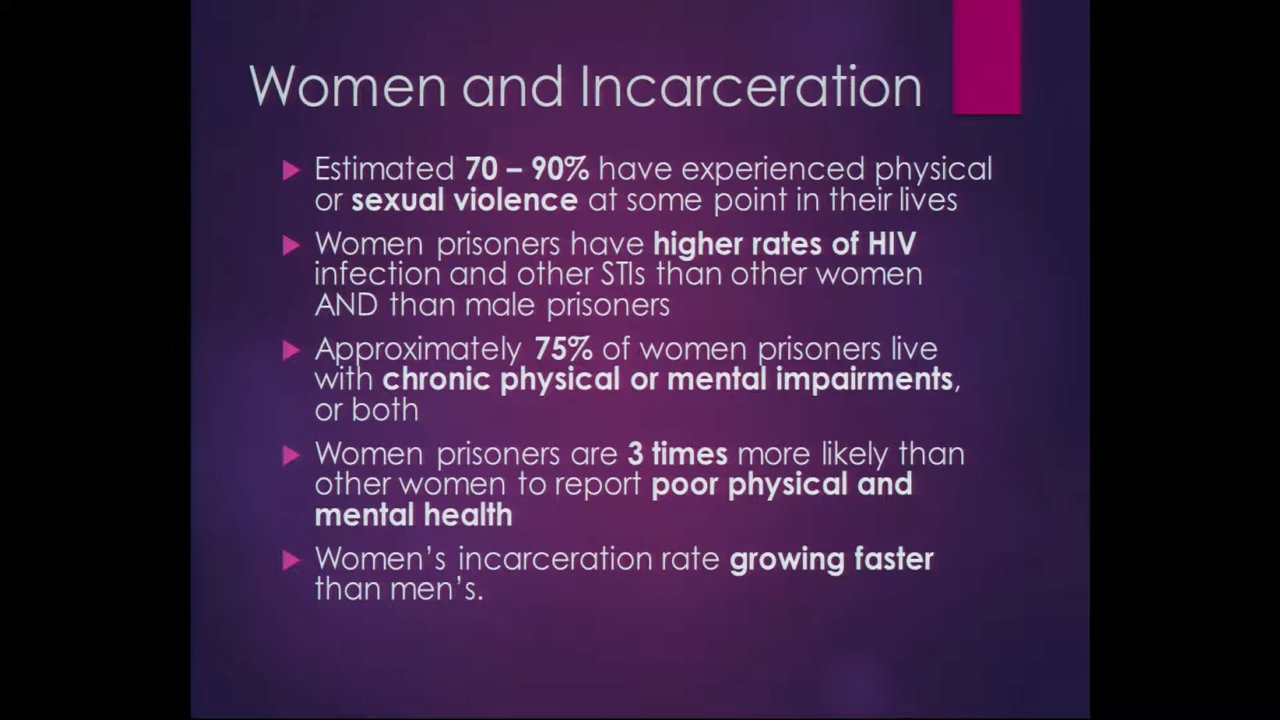 Women and Incarceration
Estimated 70 – 90% have experienced physical
or sexual violence at some point in their lives
Women prisoners have higher rates of HIV
infection and other STIs than other women
AND than male prisoners
Approximately 75% of women prisoners live
with chronic physical or mental impairments,
or both
Women prisoners are 3 times more likely than
other women to report poor physical and
mental health
Women’s incarceration rate growing faster
than men’s.